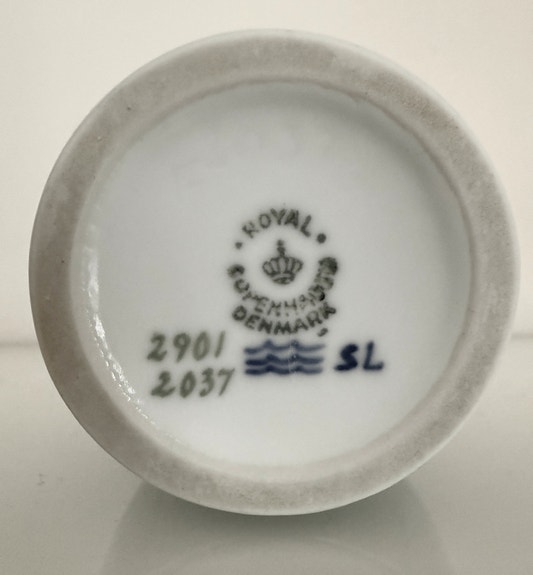 ROYAL
COPENHAGEN
DENMARK
2901
2037
SL